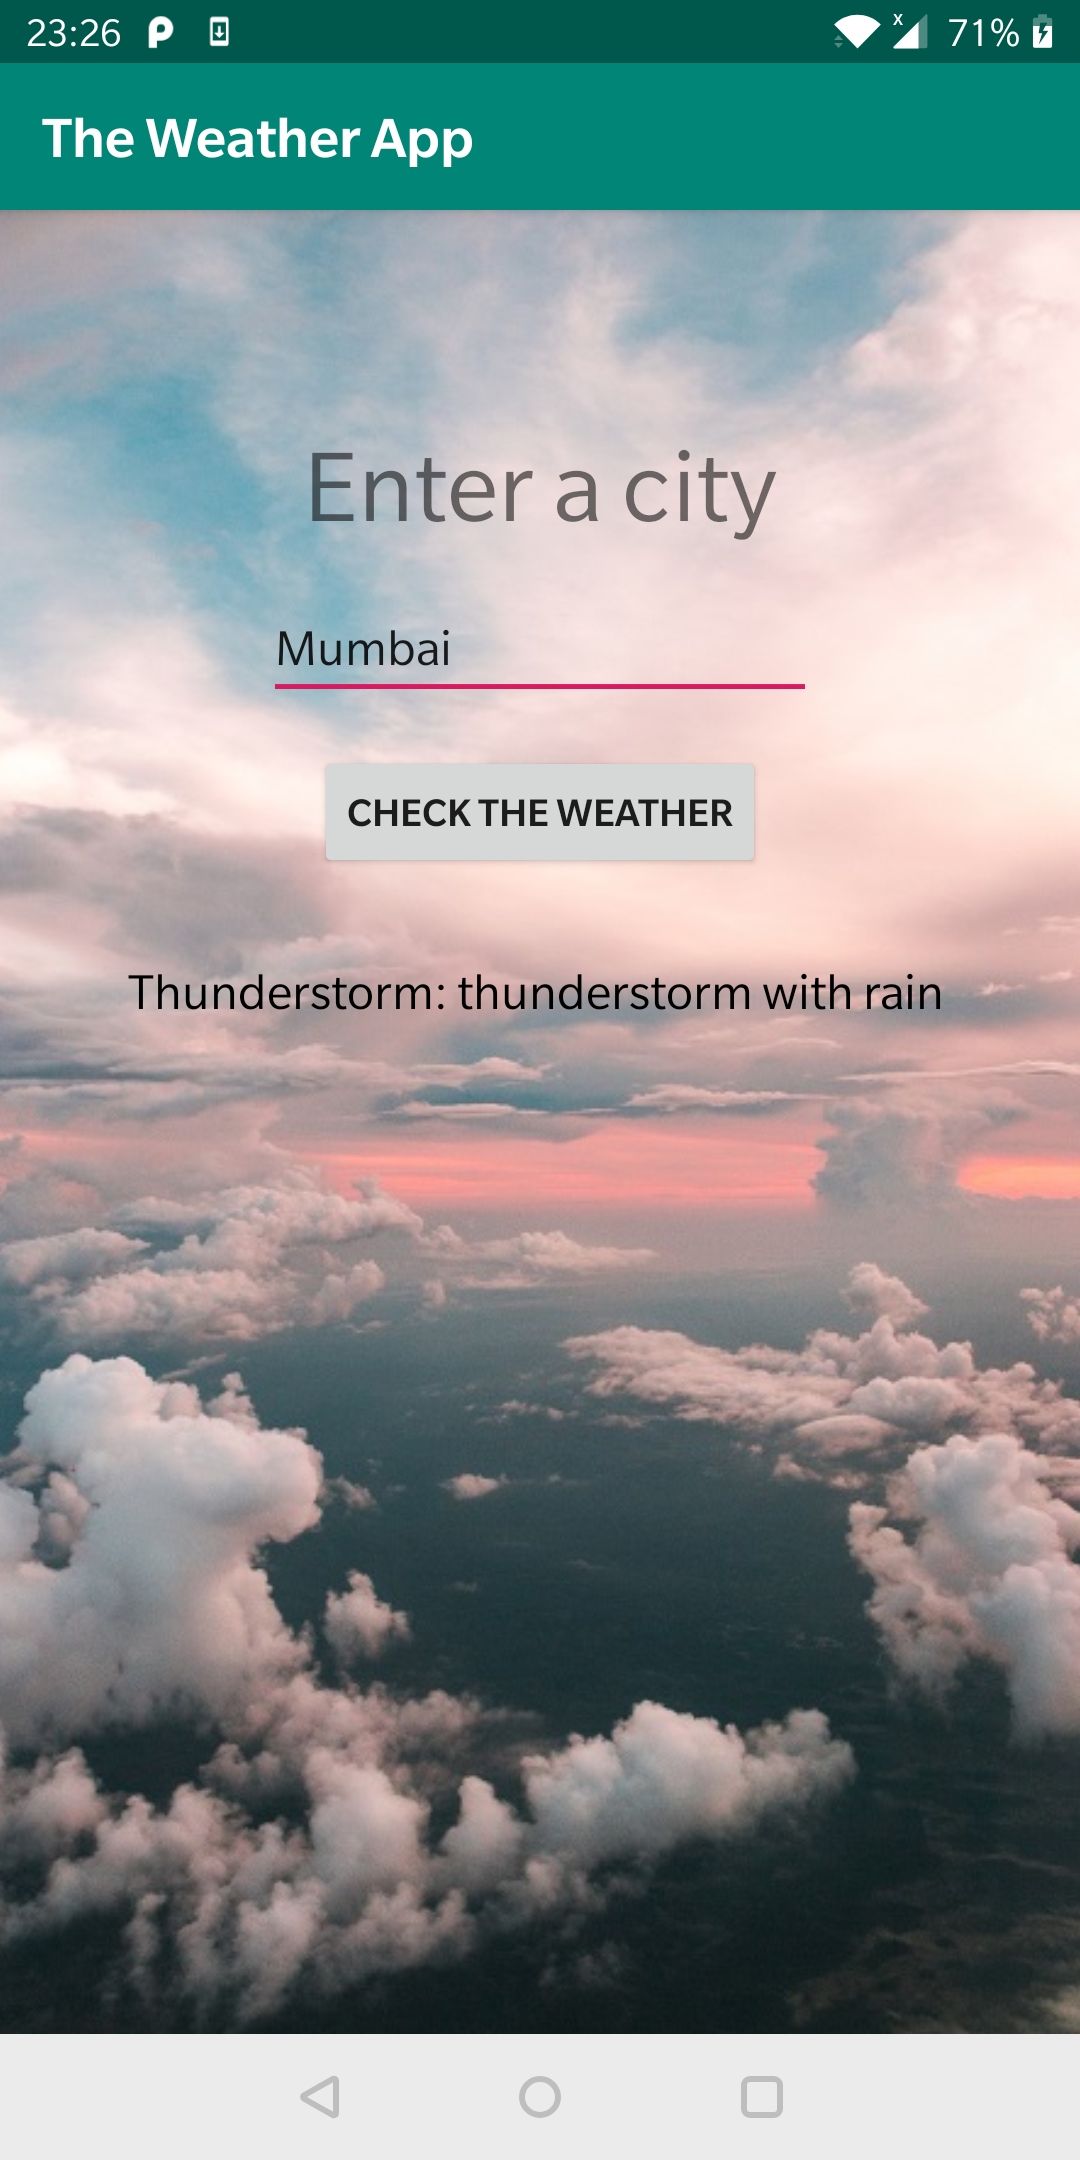 23:26 71%
The Weather App
Enter a city
Mumbai
CHECK THE WEATHER
Thunderstorm: thunderstorm with rain